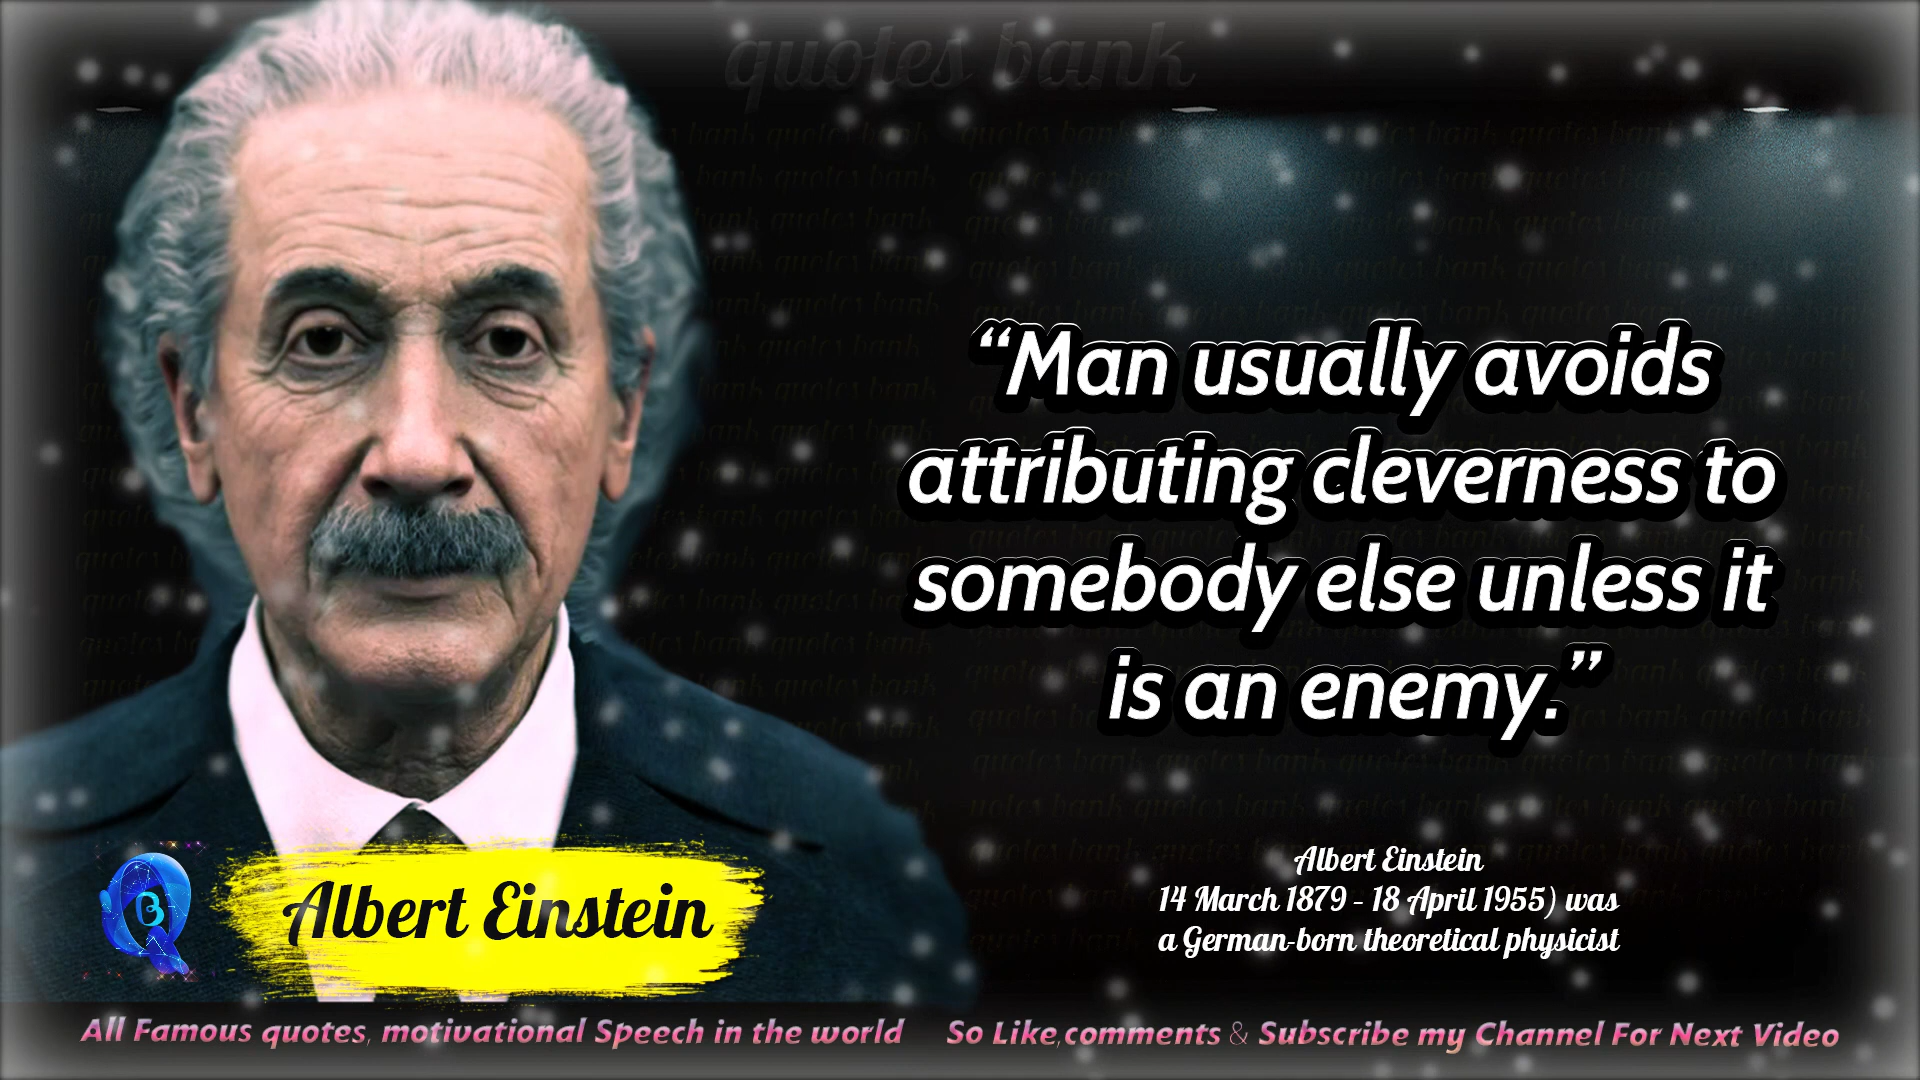 quotes bank
“Man usually avoids
attributing cleverness to
somebody else unless it
is an enemy.”
Albert Einstein
14 March 1879 – 18 April 1955) was
a German-born theoretical physicist
B
Albert Einstein
All Famous quotes, motivational Speech in the world So Like,comments & Subscribe my Channel For Next Video